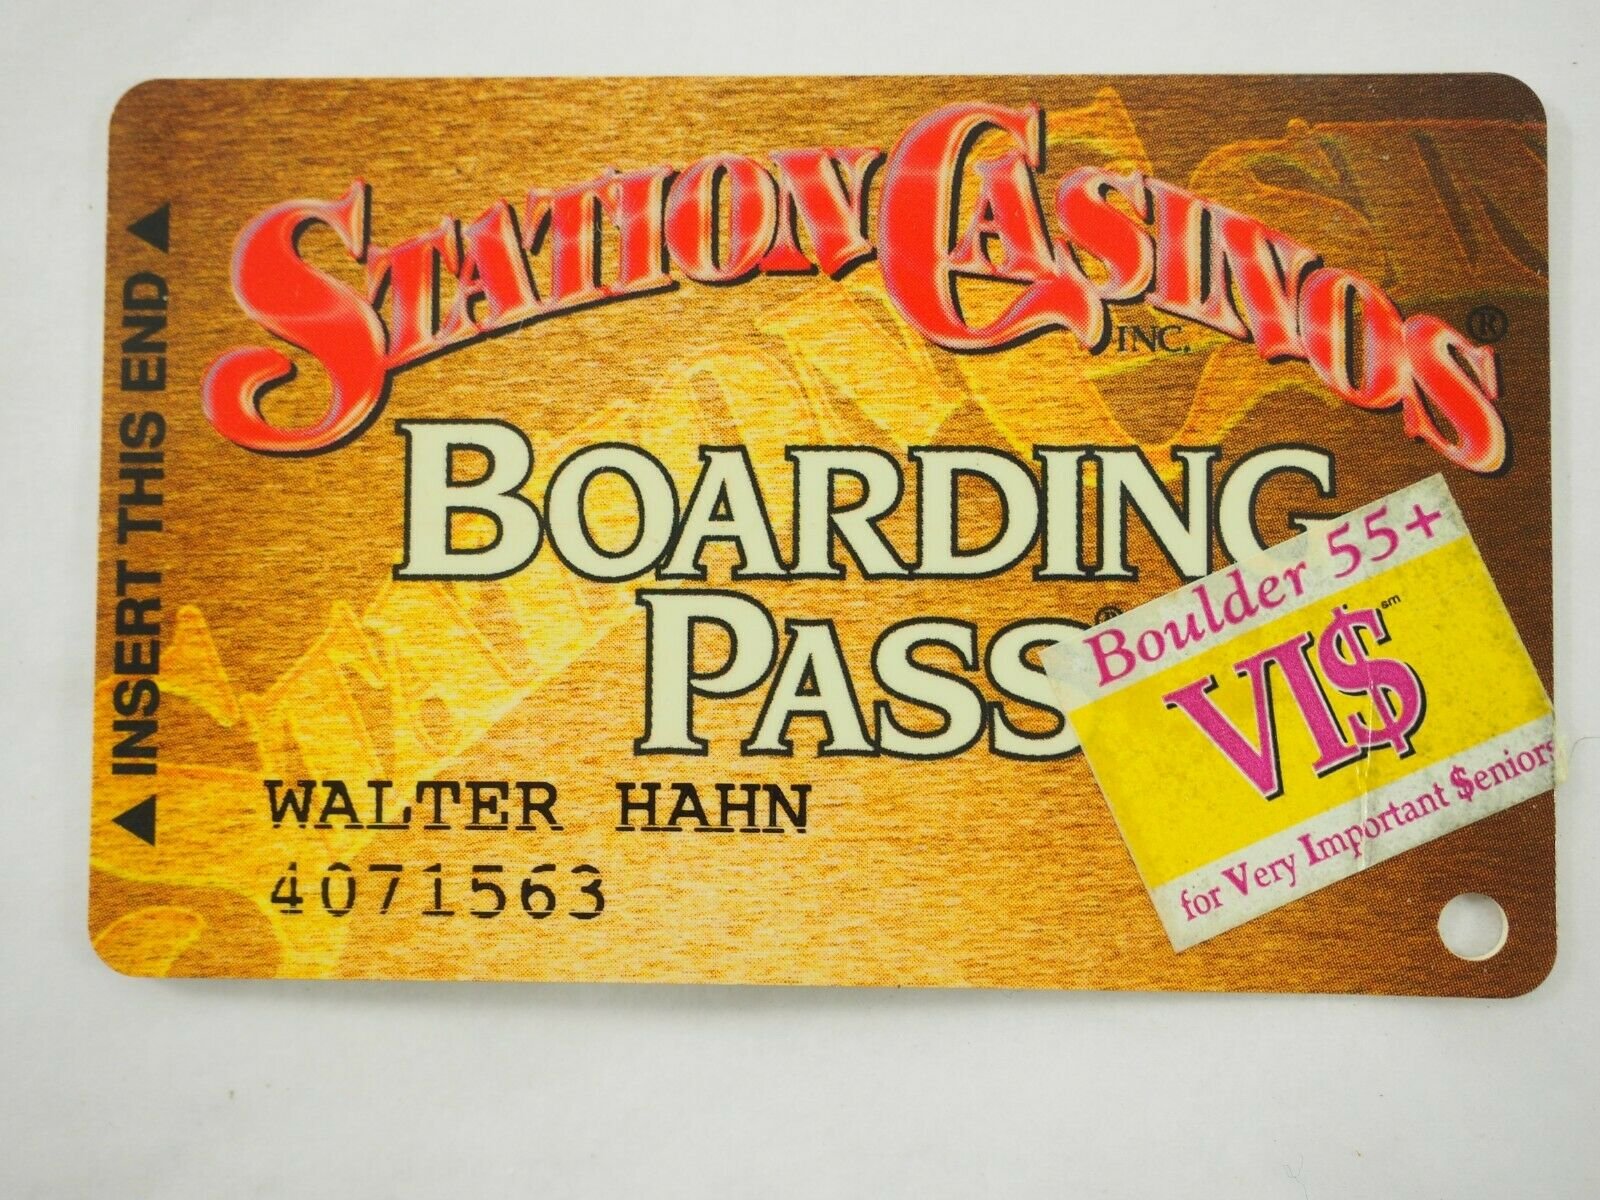 INSERT THIS END
STATION CASINOS ®
INC.
BOARDING
PASS ®
WALTER HAHN
4071563
Boulder 55+
VI$ sm
for Very Important $eniors